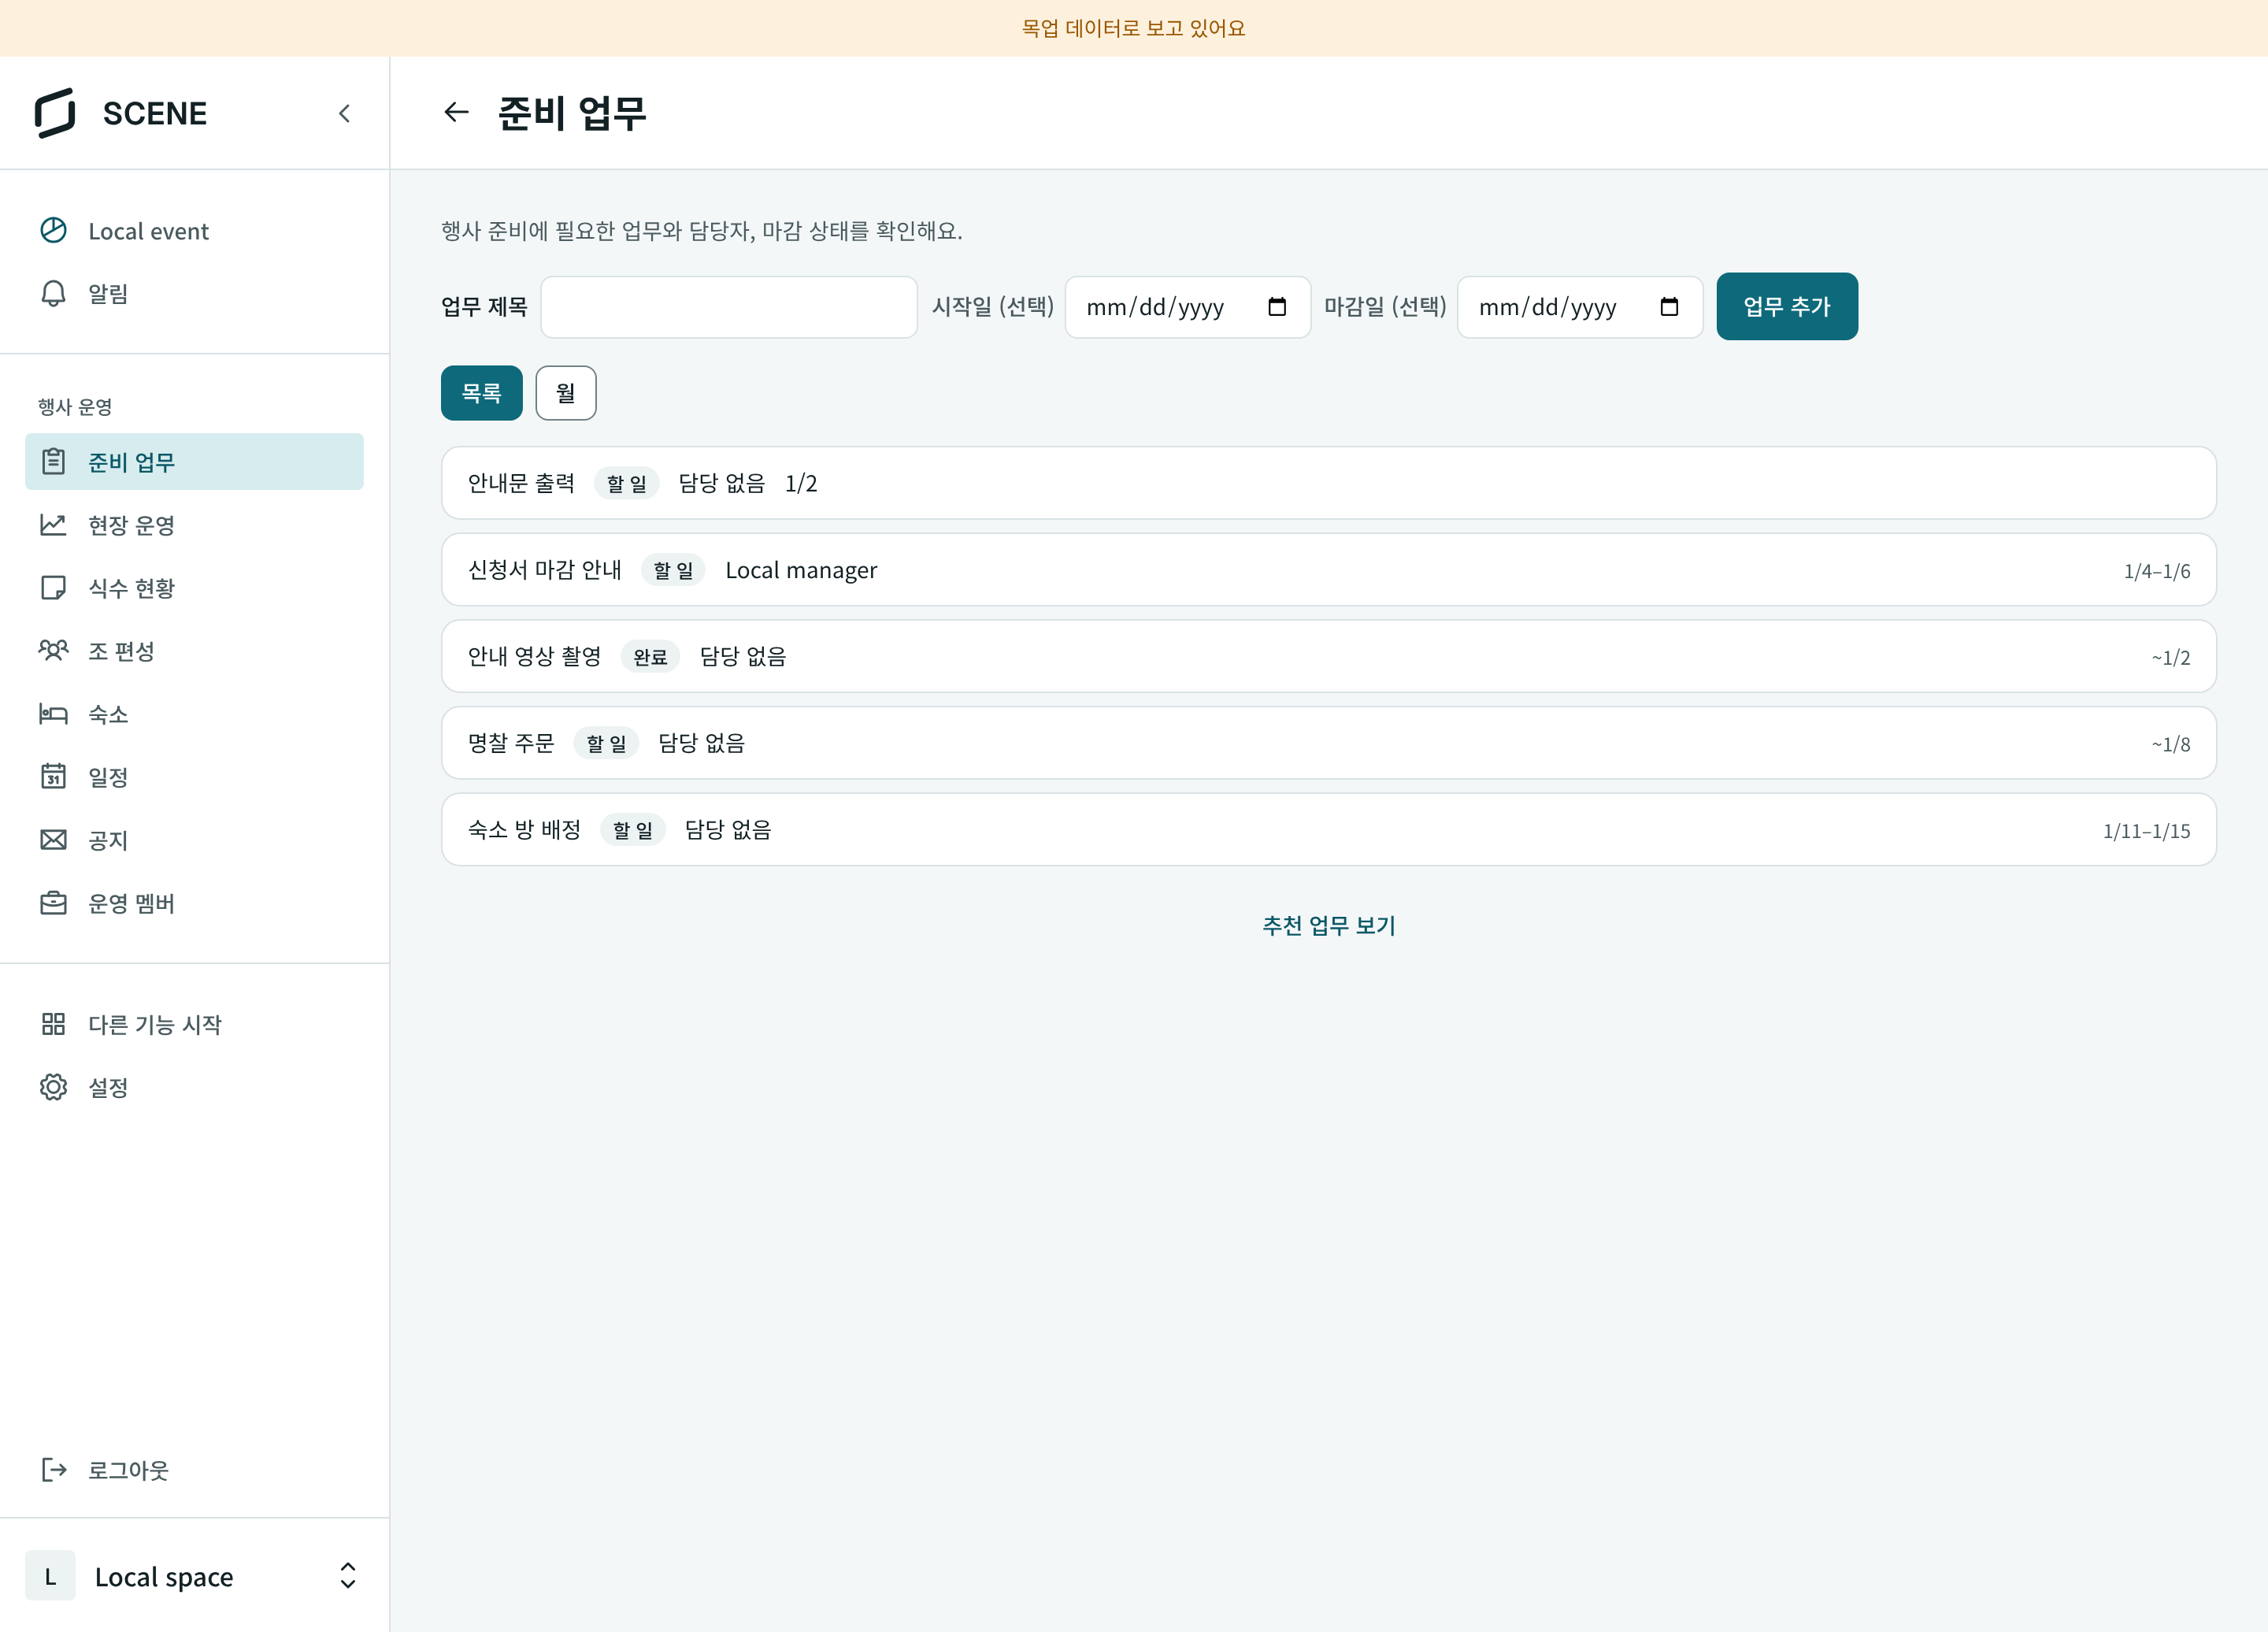 목업 데이터로 보고 있어요
SCENE
준비 업무
Local event
알림
행사 운영
준비 업무
현장 운영
식수 현황
조 편성
숙소
31
일정
공지
운영 멤버
다른 기능 시작
설정
로그아웃
L Local space
행사 준비에 필요한 업무와 담당자, 마감 상태를 확인해요.
업무 제목 시작일 (선택) mm/dd/yyyy 마감일 (선택) mm/dd/yyyy 업무 추가
목록 월
안내문 출력 할 일 담당 없음 1/2
신청서 마감 안내 할 일 Local manager 1/4–1/6
안내 영상 촬영 완료 담당 없음 ~1/2
명찰 주문 할 일 담당 없음 ~1/8
숙소 방 배정 할 일 담당 없음 1/11–1/15
추천 업무 보기